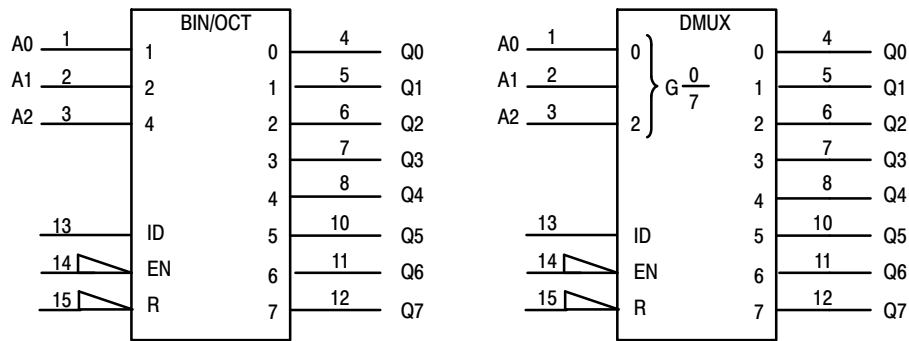 BIN/OCT
A0 1 1 0 4 Q0
A1 2 2 1 5 Q1
A2 3 4 2 6 Q2
3 7 Q3
4 8 Q4
13 ID 5 10 Q5
14 EN 6 11 Q6
15 R 7 12 Q7
DMUX
A0 1 0 0 4 Q0
A1 2 G 0/7 1 5 Q1
A2 3 2 2 6 Q2
3 7 Q3
4 8 Q4
13 ID 5 10 Q5
14 EN 6 11 Q6
15 R 7 12 Q7